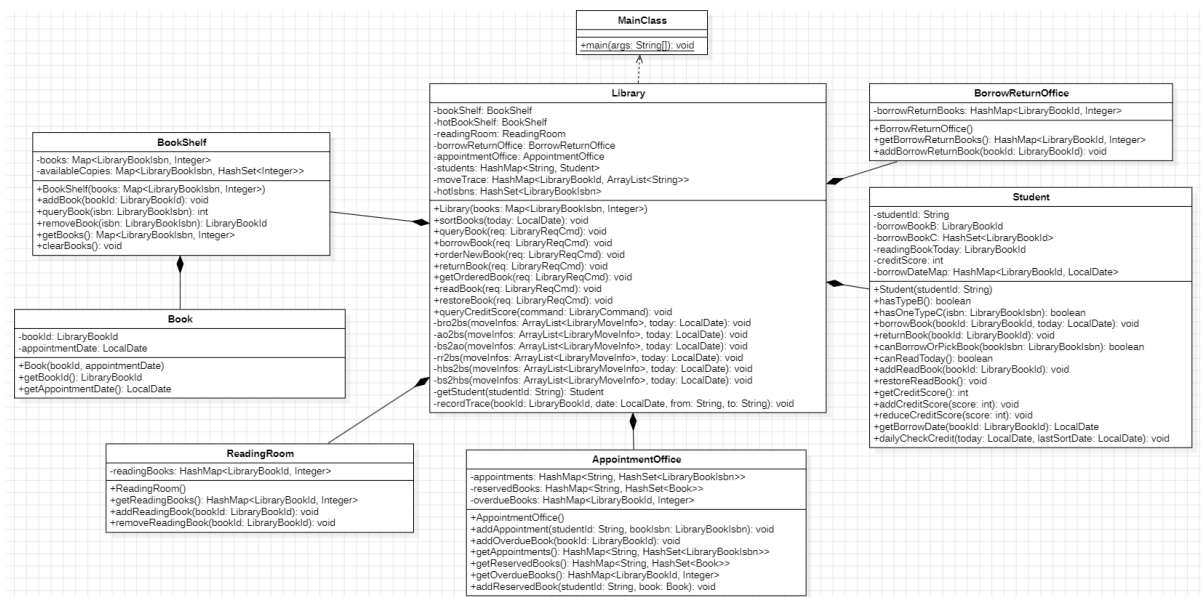 MainClass
+main(args: String[]): void
Library
-bookShelf: BookShelf
-hotBookShelf: BookShelf
-readingRoom: ReadingRoom
-borrowReturnOffice: BorrowReturnOffice
-appointmentOffice: AppointmentOffice
-students: HashMap<String, Student>
-moveTrace: HashMap<LibraryBookId, ArrayList<String>>
-hotIsbns: HashSet<LibraryBookIsbn>
+Library(books: Map<LibraryBookIsbn, Integer>)
+sortBooks(today: LocalDate): void
+queryBook(req: LibraryReqCmd): void
+borrowBook(req: LibraryReqCmd): void
+orderNewBook(req: LibraryReqCmd): void
+returnBook(req: LibraryReqCmd): void
+getOrderedBook(req: LibraryReqCmd): void
+readBook(req: LibraryReqCmd): void
+restoreBook(req: LibraryReqCmd): void
+queryCreditScore(command: LibraryCommand): void
-bro2bs(moveInfos: ArrayList<LibraryMoveInfo>, today: LocalDate): void
-ao2bs(moveInfos: ArrayList<LibraryMoveInfo>, today: LocalDate): void
-bs2ao(moveInfos: ArrayList<LibraryMoveInfo>, today: LocalDate): void
-rr2bs(moveInfos: ArrayList<LibraryMoveInfo>, today: LocalDate): void
-hbs2bs(moveInfos: ArrayList<LibraryMoveInfo>, today: LocalDate): void
-bs2hbs(moveInfos: ArrayList<LibraryMoveInfo>, today: LocalDate): void
-getStudent(studentId: String): Student
-recordTrace(bookId: LibraryBookId, date: LocalDate, from: String, to: String): void
BorrowReturnOffice
-borrowReturnBooks: HashMap<LibraryBookId, Integer>
+BorrowReturnOffice()
+getBorrowReturnBooks(): HashMap<LibraryBookId, Integer>
+addBorrowReturnBook(bookId: LibraryBookId): void
BookShelf
-books: Map<LibraryBookIsbn, Integer>
-availableCopies: Map<LibraryBookIsbn, HashSet<Integer>>
+BookShelf(books: Map<LibraryBookIsbn, Integer>)
+addBook(bookId: LibraryBookId): void
+queryBook(isbn: LibraryBookIsbn): int
+removeBook(isbn: LibraryBookIsbn): LibraryBookId
+getBooks(): Map<LibraryBookIsbn, Integer>
+clearBooks(): void
Student
-studentId: String
-borrowBookB: LibraryBookId
-borrowBookC: HashSet<LibraryBookId>
-readingBookToday: LibraryBookId
-creditScore: int
-borrowDateMap: HashMap<LibraryBookId, LocalDate>
+Student(studentId: String)
+hasTypeB(): boolean
+hasOneTypeC(isbn: LibraryBookIsbn): boolean
+borrowBook(bookId: LibraryBookId, today: LocalDate): void
+returnBook(bookId: LibraryBookId): void
+canBorrowOrPickBook(bookIsbn: LibraryBookIsbn): boolean
+canReadToday(): boolean
+addReadBook(bookId: LibraryBookId): void
+restoreReadBook(): void
+getCreditScore(): int
+addCreditScore(score: int): void
+reduceCreditScore(score: int): void
+getBorrowDate(bookId: LibraryBookId): LocalDate
+dailyCheckCredit(today: LocalDate, lastSortDate: LocalDate): void
Book
-bookId: LibraryBookId
-appointmentDate: LocalDate
+Book(bookId, appointmentDate)
+getBookId(): LibraryBookId
+getAppointmentDate(): LocalDate
ReadingRoom
-readingBooks: HashMap<LibraryBookId, Integer>
+ReadingRoom()
+getReadingBooks(): HashMap<LibraryBookId, Integer>
+addReadingBook(bookId: LibraryBookId): void
+removeReadingBook(bookId: LibraryBookId): void
AppointmentOffice
-appointments: HashMap<String, HashSet<LibraryBookIsbn>>
-reservedBooks: HashMap<String, HashSet<Book>>
-overdueBooks: HashMap<LibraryBookId, Integer>
+AppointmentOffice()
+addAppointment(studentId: String, bookIsbn: LibraryBookIsbn): void
+addOverdueBook(bookId: LibraryBookId): void
+getAppointments(): HashMap<String, HashSet<LibraryBookIsbn>>
+getReservedBooks(): HashMap<String, HashSet<Book>>
+getOverdueBooks(): HashMap<LibraryBookId, Integer>
+addReservedBook(studentId: String, book: Book): void